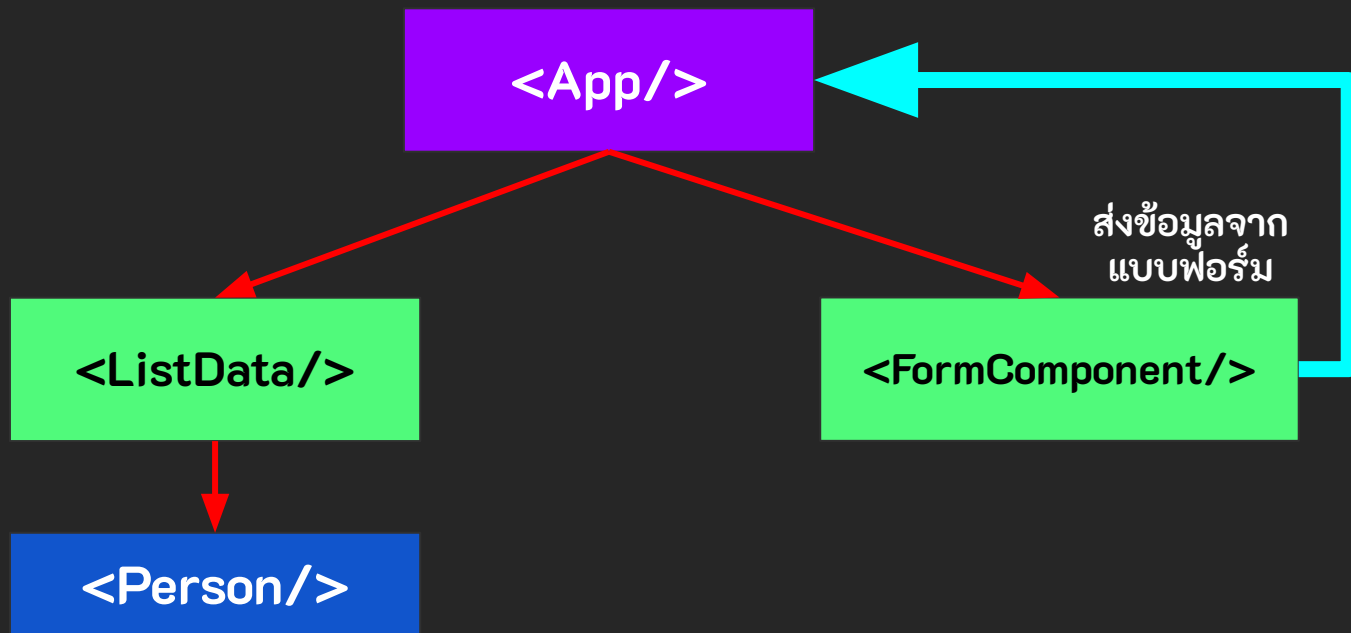 <App/>
ส่งข้อมูลจาก
แบบฟอร์ม
<ListData/>
<FormComponent/>
<Person/>